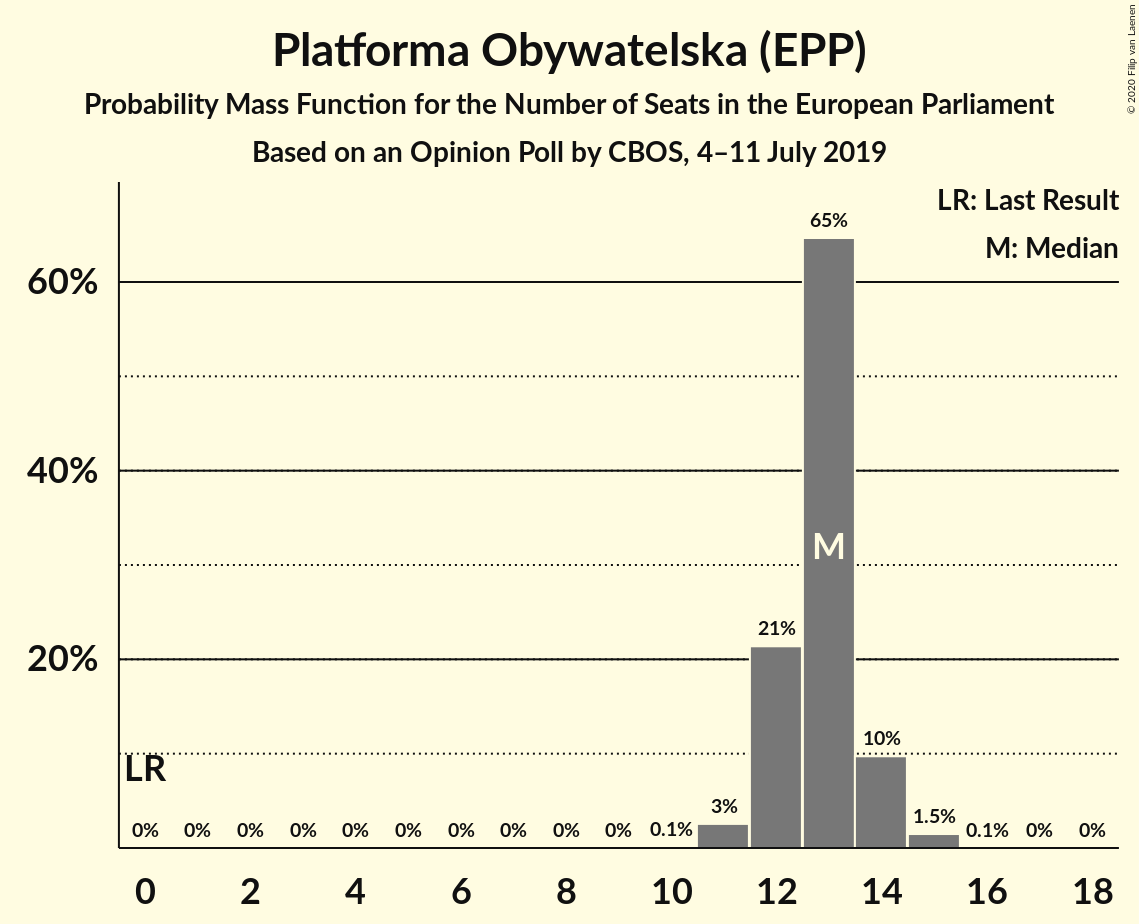 Platforma Obywatelska (EPP)
Probability Mass Function for the Number of Seats in the European Parliament
Based on an Opinion Poll by CBOS, 4–11 July 2019
© 2020 Filip van Laenen
LR: Last Result
M: Median
65%
60%
40%
M
21%
20%
10%
LR
3%
1.5%
0% 0% 0% 0% 0% 0% 0% 0% 0% 0% 0.1% 0.1% 0% 0%
0 2 4 6 8 10 12 14 16 18